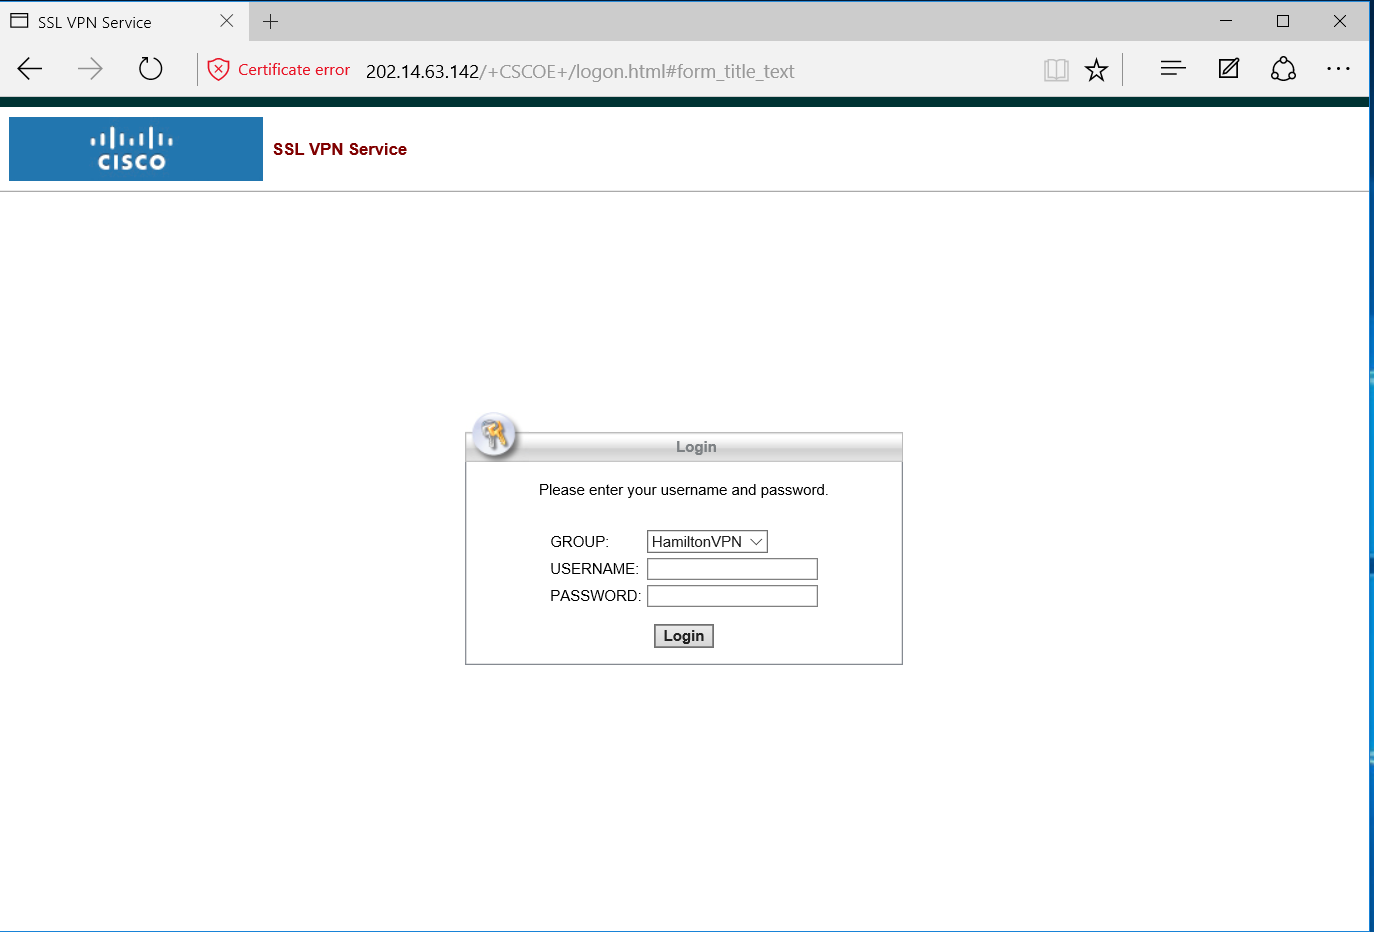 SSL VPN Service
Certificate error 202.14.63.142/+CSCOE+/logon.html#form_title_text
CISCO
SSL VPN Service
Login
Please enter your username and password.
GROUP: HamiltonVPN
USERNAME:
PASSWORD:
Login